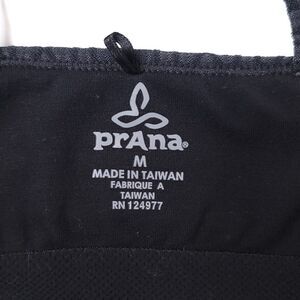 prAna®
M
MADE IN TAIWAN
FABRIQUE A
TAIWAN
RN 124977